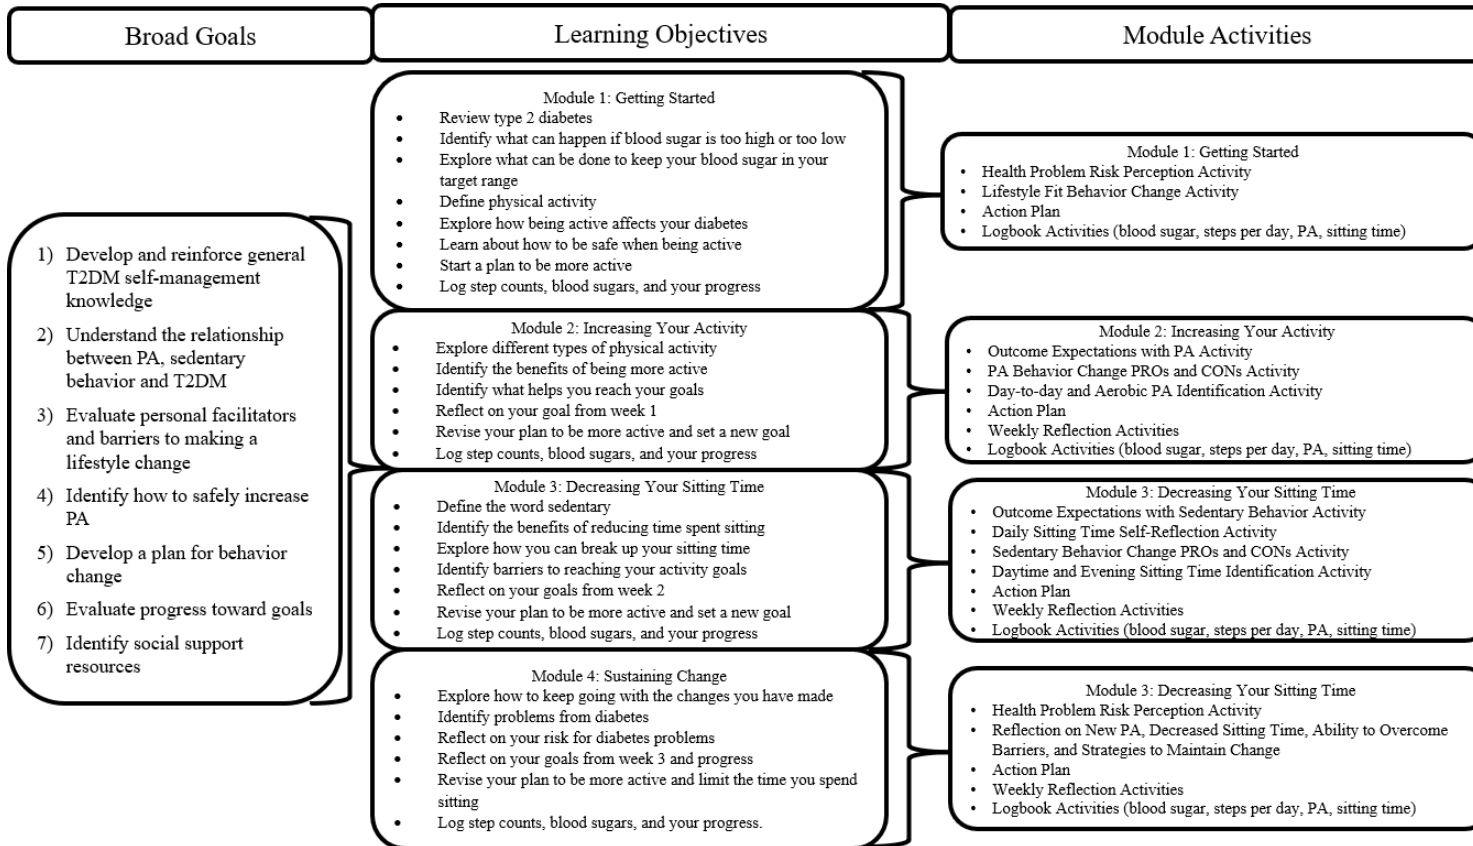 Broad Goals
Learning Objectives
Module Activities
1) Develop and reinforce general
T2DM self-management
knowledge
2) Understand the relationship
between PA, sedentary
behavior and T2DM
3) Evaluate personal facilitators
and barriers to making a
lifestyle change
4) Identify how to safely increase
PA
5) Develop a plan for behavior
change
6) Evaluate progress toward goals
7) Identify social support
resources
Module 1: Getting Started
• Review type 2 diabetes
• Identify what can happen if blood sugar is too high or too low
• Explore what can be done to keep your blood sugar in your
target range
• Define physical activity
• Explore how being active affects your diabetes
• Learn about how to be safe when being active
• Start a plan to be more active
• Log step counts, blood sugars, and your progress
Module 2: Increasing Your Activity
• Explore different types of physical activity
• Identify the benefits of being more active
• Identify what helps you reach your goals
• Reflect on your goal from week 1
• Revise your plan to be more active and set a new goal
• Log step counts, blood sugars, and your progress
Module 3: Decreasing Your Sitting Time
• Define the word sedentary
• Identify the benefits of reducing time spent sitting
• Explore how you can break up your sitting time
• Identify barriers to reaching your activity goals
• Reflect on your goals from week 2
• Revise your plan to be more active and set a new goal
• Log step counts, blood sugars, and your progress
Module 4: Sustaining Change
• Explore how to keep going with the changes you have made
• Identify problems from diabetes
• Reflect on your risk for diabetes problems
• Reflect on your goals from week 3 and progress
• Revise your plan to be more active and limit the time you spend
sitting
• Log step counts, blood sugars, and your progress.
Module 1: Getting Started
• Health Problem Risk Perception Activity
• Lifestyle Fit Behavior Change Activity
• Action Plan
• Logbook Activities (blood sugar, steps per day, PA, sitting time)
Module 2: Increasing Your Activity
• Outcome Expectations with PA Activity
• PA Behavior Change PROs and CONs Activity
• Day-to-day and Aerobic PA Identification Activity
• Action Plan
• Weekly Reflection Activities
• Logbook Activities (blood sugar, steps per day, PA, sitting time)
Module 3: Decreasing Your Sitting Time
• Outcome Expectations with Sedentary Behavior Activity
• Daily Sitting Time Self-Reflection Activity
• Sedentary Behavior Change PROs and CONs Activity
• Daytime and Evening Sitting Time Identification Activity
• Action Plan
• Weekly Reflection Activities
• Logbook Activities (blood sugar, steps per day, PA, sitting time)
Module 3: Decreasing Your Sitting Time
• Health Problem Risk Perception Activity
• Reflection on New PA, Decreased Sitting Time, Ability to Overcome
Barriers, and Strategies to Maintain Change
• Action Plan
• Weekly Reflection Activities
• Logbook Activities (blood sugar, steps per day, PA, sitting time)